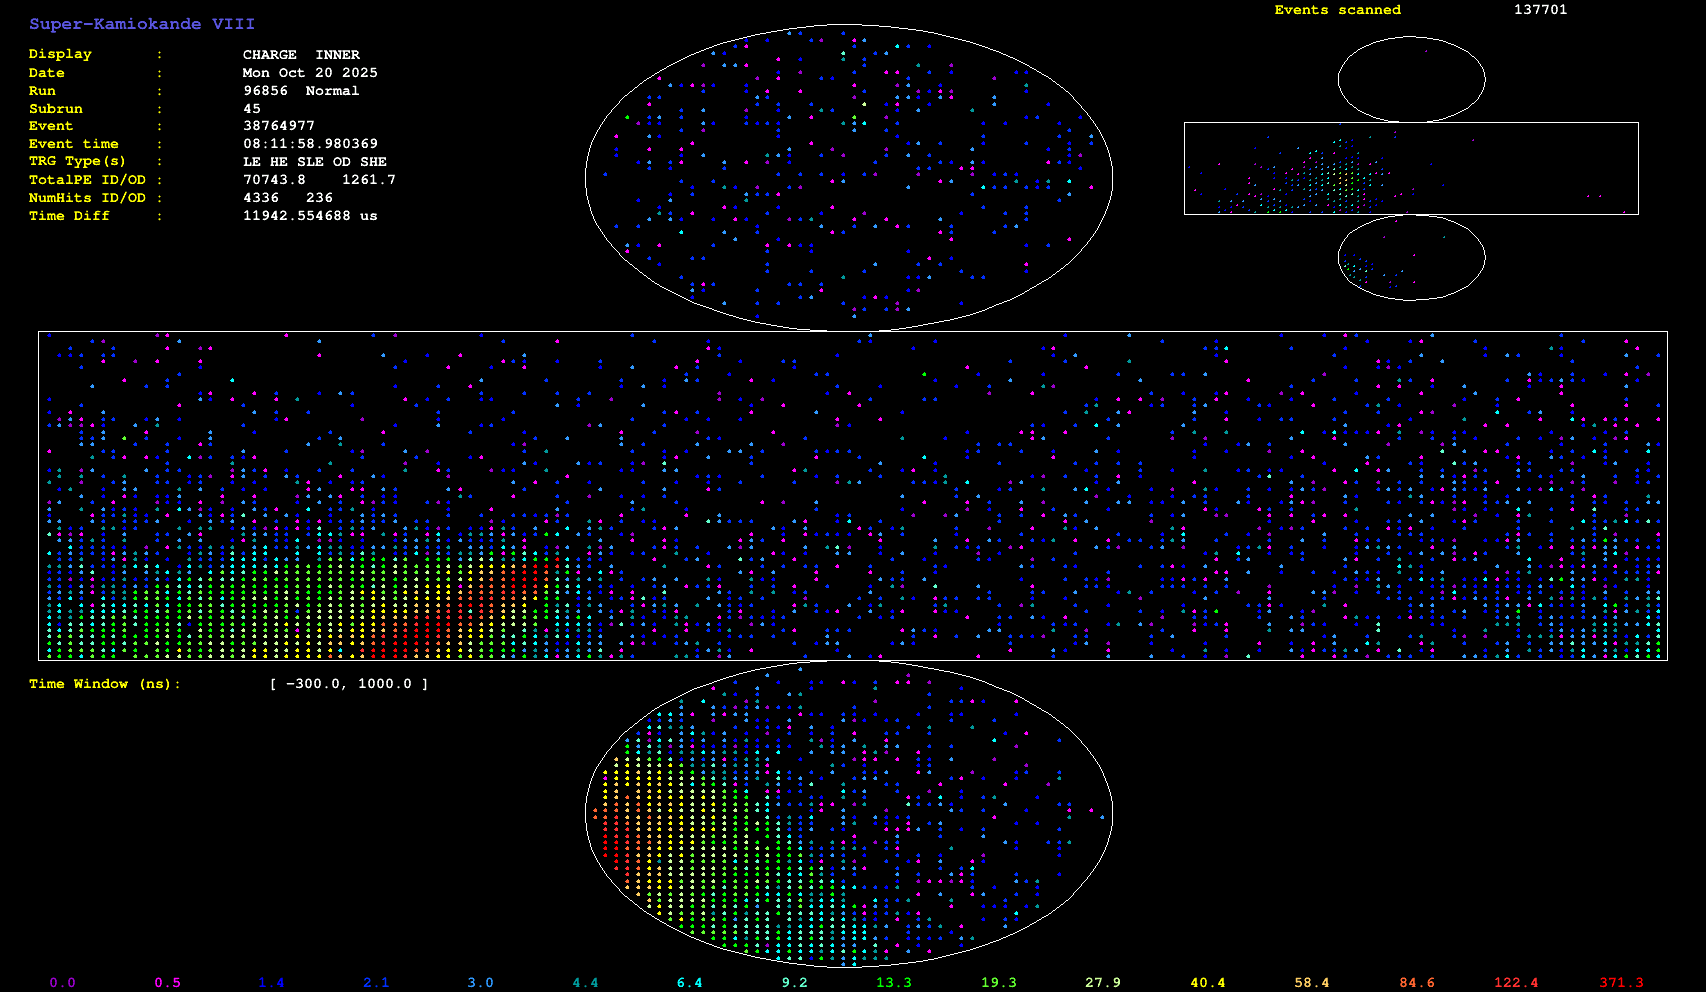 Super-Kamiokande VIII
Events scanned 137701
Display : CHARGE INNER
Date : Mon Oct 20 2025
Run : 96856 Normal
Subrun : 45
Event : 38764977
Event time : 08:11:58.980369
TRG Type(s) : LE HE SLE OD SHE
TotalPE ID/OD : 70743.8 1261.7
NumHits ID/OD : 4336 236
Time Diff : 11942.554688 us
Time Window (ns): [ -300.0, 1000.0 ]
0.0 0.5 1.4 2.1 3.0 4.4 6.4 9.2 13.3 19.3 27.9 40.4 58.4 84.6 122.4 371.3